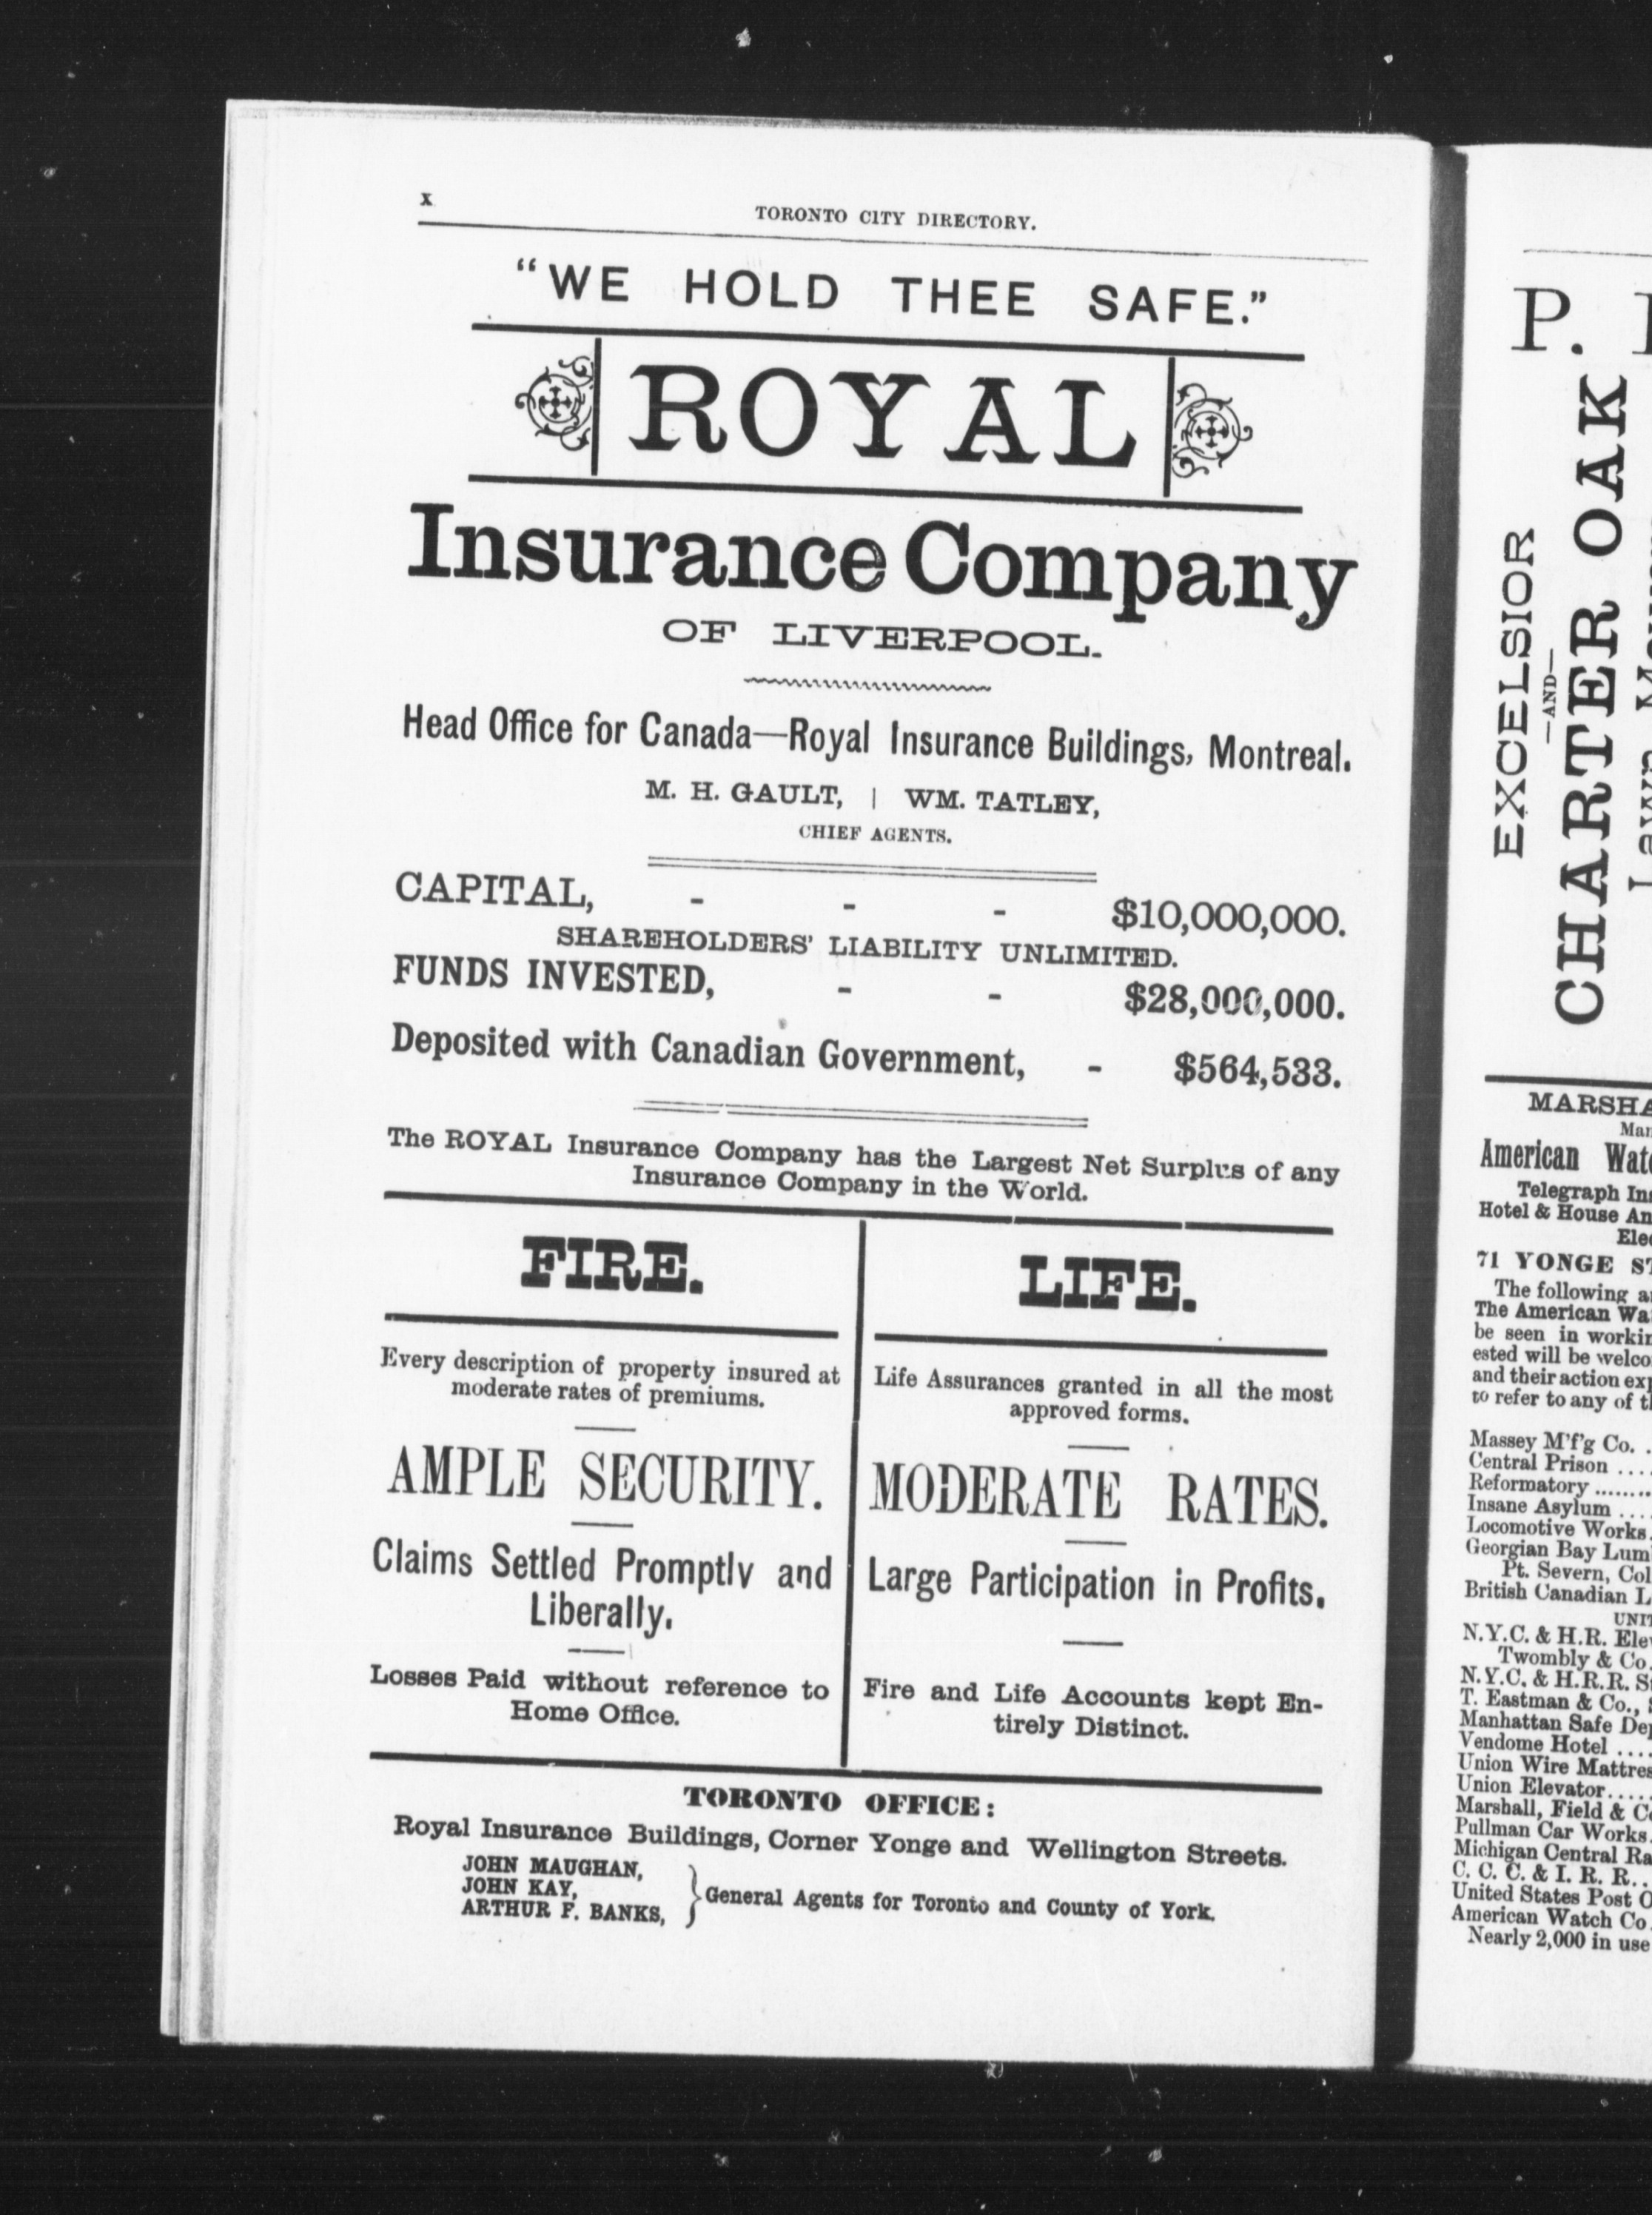 x
TORONTO CITY DIRECTORY.
"WE HOLD THEE SAFE."
ROYAL
Insurance Company
OF LIVERPOOL.
Head Office for Canada—Royal Insurance Buildings, Montreal.
M. H. GAULT, | WM. TATLEY,
CHIEF AGENTS.
CAPITAL, - - - $10,000,000.
SHAREHOLDERS' LIABILITY UNLIMITED.
FUNDS INVESTED, - - $28,000,000.
Deposited with Canadian Government, - $564,533.
The ROYAL Insurance Company has the Largest Net Surplus of any
Insurance Company in the World.
FIRE.
Every description of property insured at
moderate rates of premiums.
AMPLE SECURITY.
Claims Settled Promptly and
Liberally.
Losses Paid without reference to
Home Office.
LIFE.
Life Assurances granted in all the most
approved forms.
MODERATE RATES.
Large Participation in Profits.
Fire and Life Accounts kept En-
tirely Distinct.
TORONTO OFFICE:
Royal Insurance Buildings, Corner Yonge and Wellington Streets.
JOHN MAUGHAN,
JOHN KAY,
ARTHUR F. BANKS,
General Agents for Toronto and County of York.
P.
EXCELSIOR
—AND—
CHARTER OAK
Lawn
MARSHA
Man
American Wat
Telegraph In
Hotel & House An
Ele
71 YONGE ST
The following a
The American Wa
be seen in workin
ested will be welco
and their action exp
to refer to any of t
Massey M'f'g Co. .
Central Prison ....
Reformatory ........
Insane Asylum ....
Locomotive Works.
Georgian Bay Lum
Pt. Severn, Col
British Canadian L
UNIT
N.Y.C. & H.R. Ele
Twombly & Co.
N.Y.C. & H.R.R. S
T. Eastman & Co.,
Manhattan Safe Dep
Vendome Hotel ....
Union Wire Mattres
Union Elevator.....
Marshall, Field & C
Pullman Car Works.
Michigan Central Ra
C. C. C. & I. R. R...
United States Post O
American Watch Co.
Nearly 2,000 in use